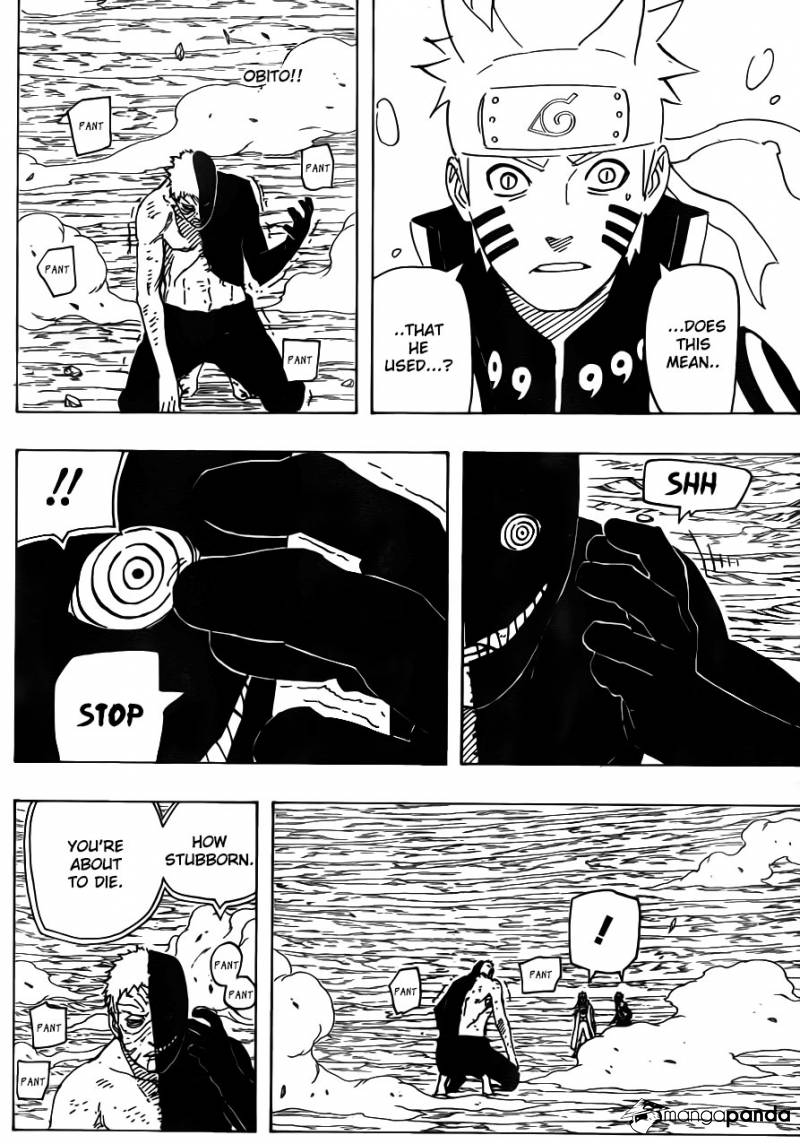 ...DOES
THIS
MEAN..
..THAT
HE
USED...?
OBITO!!
PANT
PANT
PANT
PANT
SHH
!!
STOP
HOW
STUBBORN.
YOU'RE
ABOUT
TO DIE.
PANT
PANT
PANT
PANT
!
PANT
PANT
mangapanda